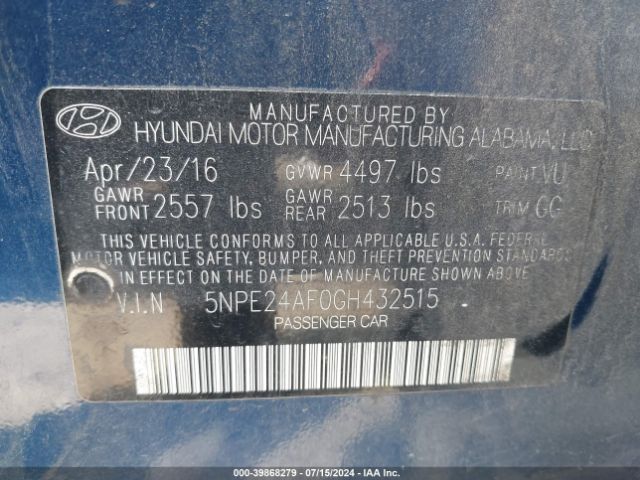 MANUFACTURED BY
HYUNDAI MOTOR MANUFACTURING ALABAMA, LLC
Apr/23/16 GVWR 4497 lbs PAINT VU
GAWR FRONT 2557 lbs GAWR REAR 2513 lbs TRIM GG
THIS VEHICLE CONFORMS TO ALL APPLICABLE U.S.A. FEDERAL
MOTOR VEHICLE SAFETY, BUMPER, AND THEFT PREVENTION STANDARDS
IN EFFECT ON THE DATE OF MANUFACTURE SHOWN ABOVE.
V.I.N 5NPE24AF0GH432515
PASSENGER CAR
000-39868279 - 07/15/2024 - IAA Inc.